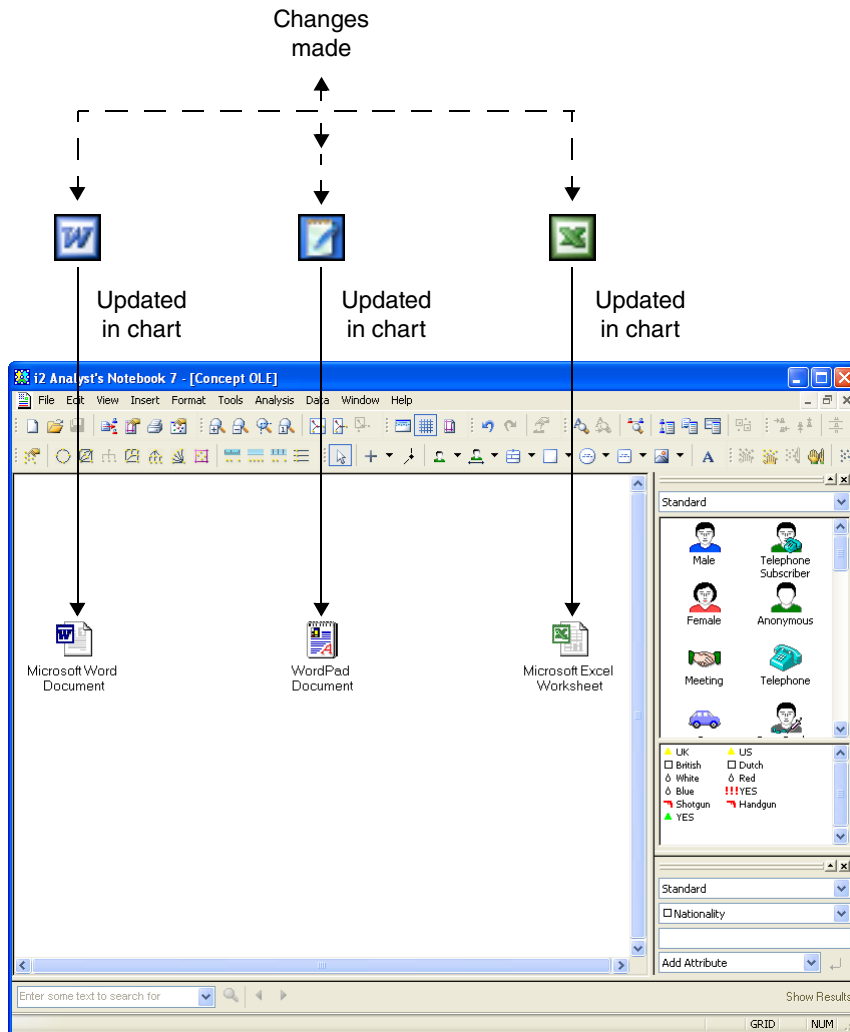 Changes
made
Updated
in chart
Updated
in chart
Updated
in chart
i2 Analyst's Notebook 7 - [Concept OLE]
File Edit View Insert Format Tools Analysis Data Window Help
Standard
Male
Telephone
Subscriber
Female
Anonymous
Meeting
Telephone
Microsoft Word
Document
WordPad
Document
Microsoft Excel
Worksheet
UK US
British Dutch
White Red
Blue !!!YES
Shotgun Handgun
YES
Standard
Nationality
Add Attribute
Enter some text to search for
Show Results
GRID NUM